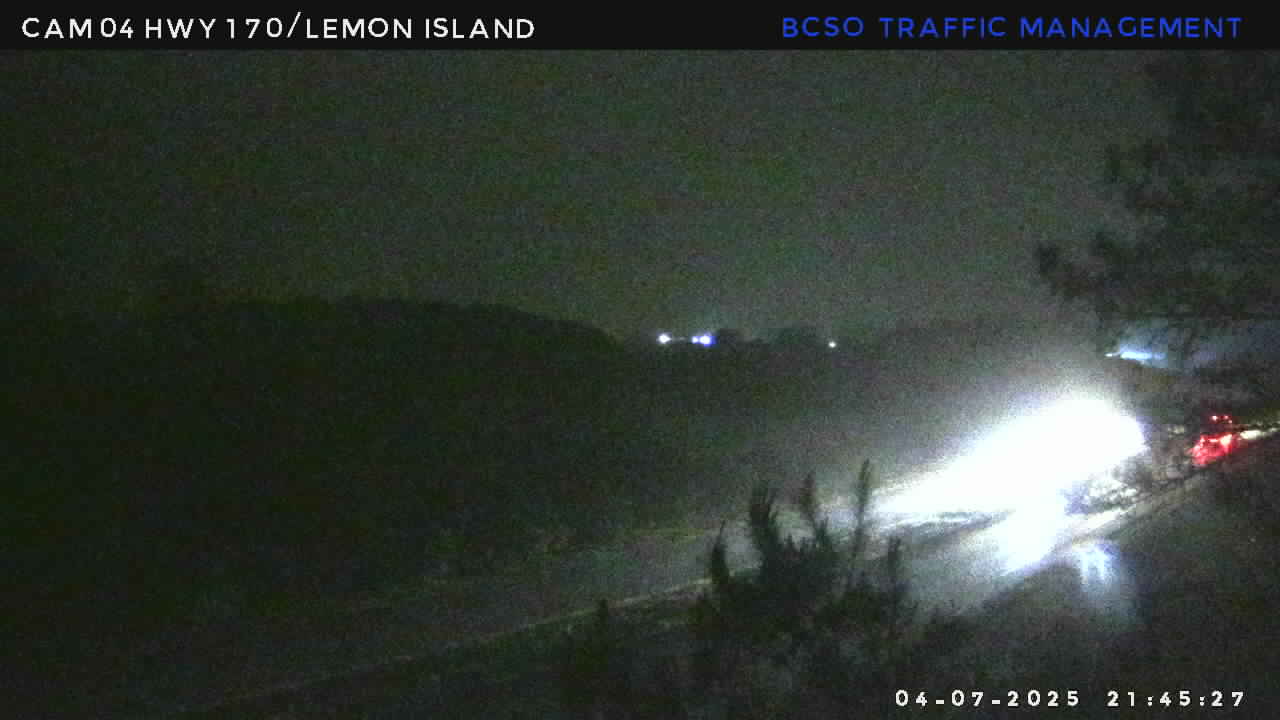 CAM04 HWY 170/LEMON ISLAND
BCSO TRAFFIC MANAGEMENT
04-07-2025 21:45:27